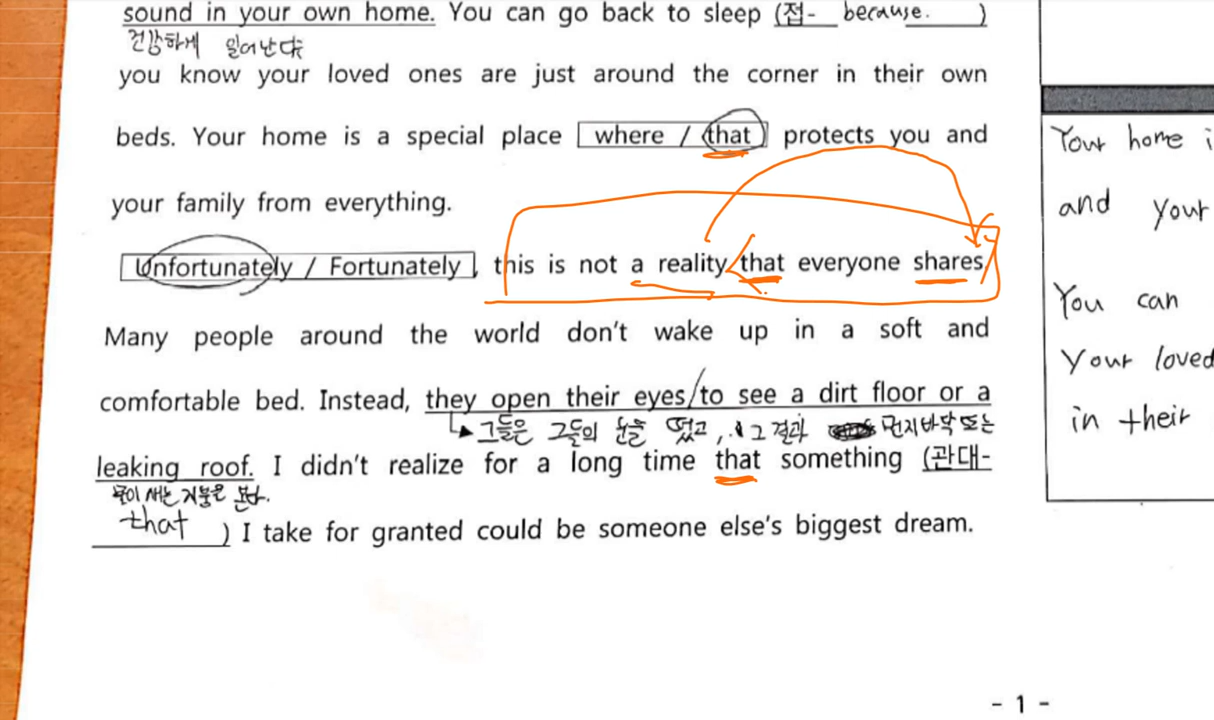 sound in your own home. You can go back to sleep (접- because. )
건강하게 일어난다
you know your loved ones are just around the corner in their own
beds. Your home is a special place where / that protects you and
your family from everything.
Unfortunately / Fortunately , this is not a reality that everyone shares
Many people around the world don't wake up in a soft and
comfortable bed. Instead, they open their eyes/to see a dirt floor or a
그들은 그들의 눈을 떴고, 그 결과 먼지바닥 또는
leaking roof. I didn't realize for a long time that something (관대-
물이 새는 지붕을 본다.
that ) I take for granted could be someone else's biggest dream.
- 1 -
Your home i
and your
You can
Your loved
in their